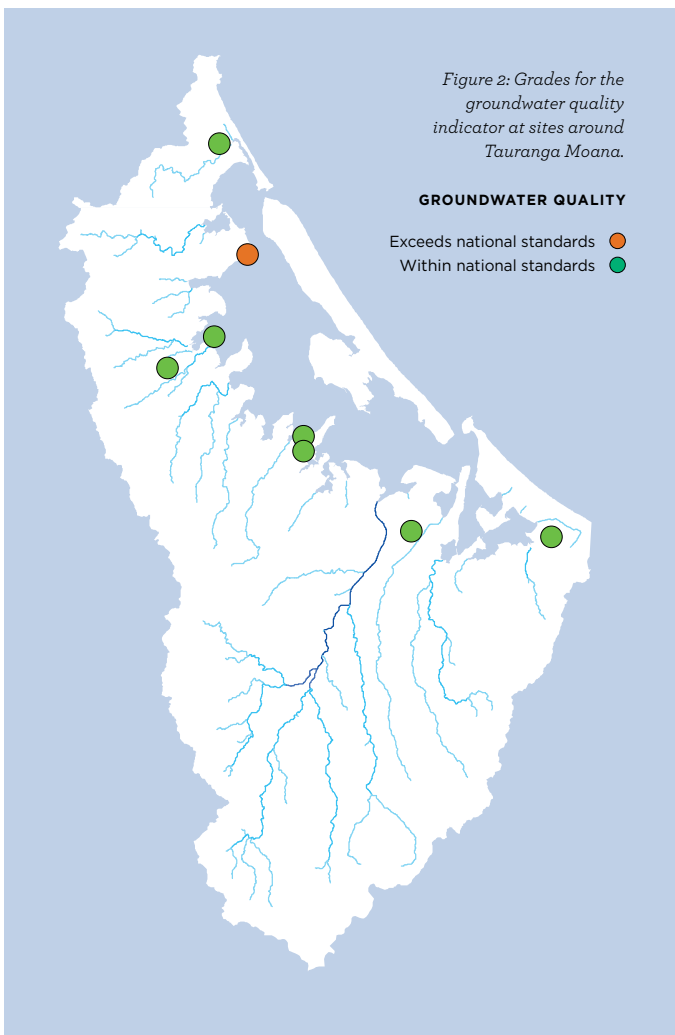 Figure 2: Grades for the
groundwater quality
indicator at sites around
Tauranga Moana.
GROUNDWATER QUALITY
Exceeds national standards
Within national standards